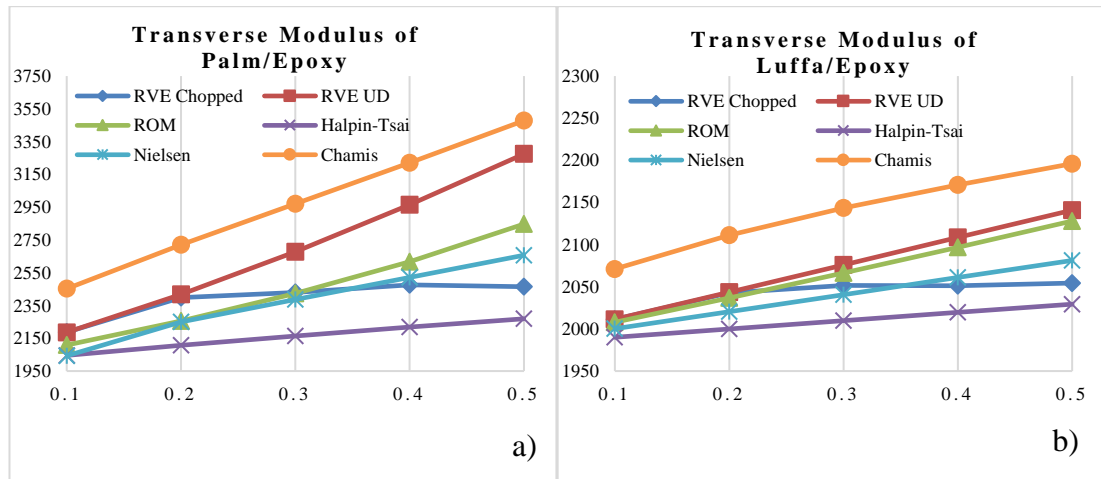 Transverse Modulus of
Palm/Epoxy
3750
3550
3350
3150
2950
2750
2550
2350
2150
1950
RVE Chopped
RVE UD
ROM
Halpin-Tsai
Nielsen
Chamis
0.1
0.2
0.3
0.4
0.5
a)
Transverse Modulus of
Luffa/Epoxy
2300
2250
2200
2150
2100
2050
2000
1950
RVE Chopped
RVE UD
ROM
Halpin-Tsai
Nielsen
Chamis
0.1
0.2
0.3
0.4
0.5
b)